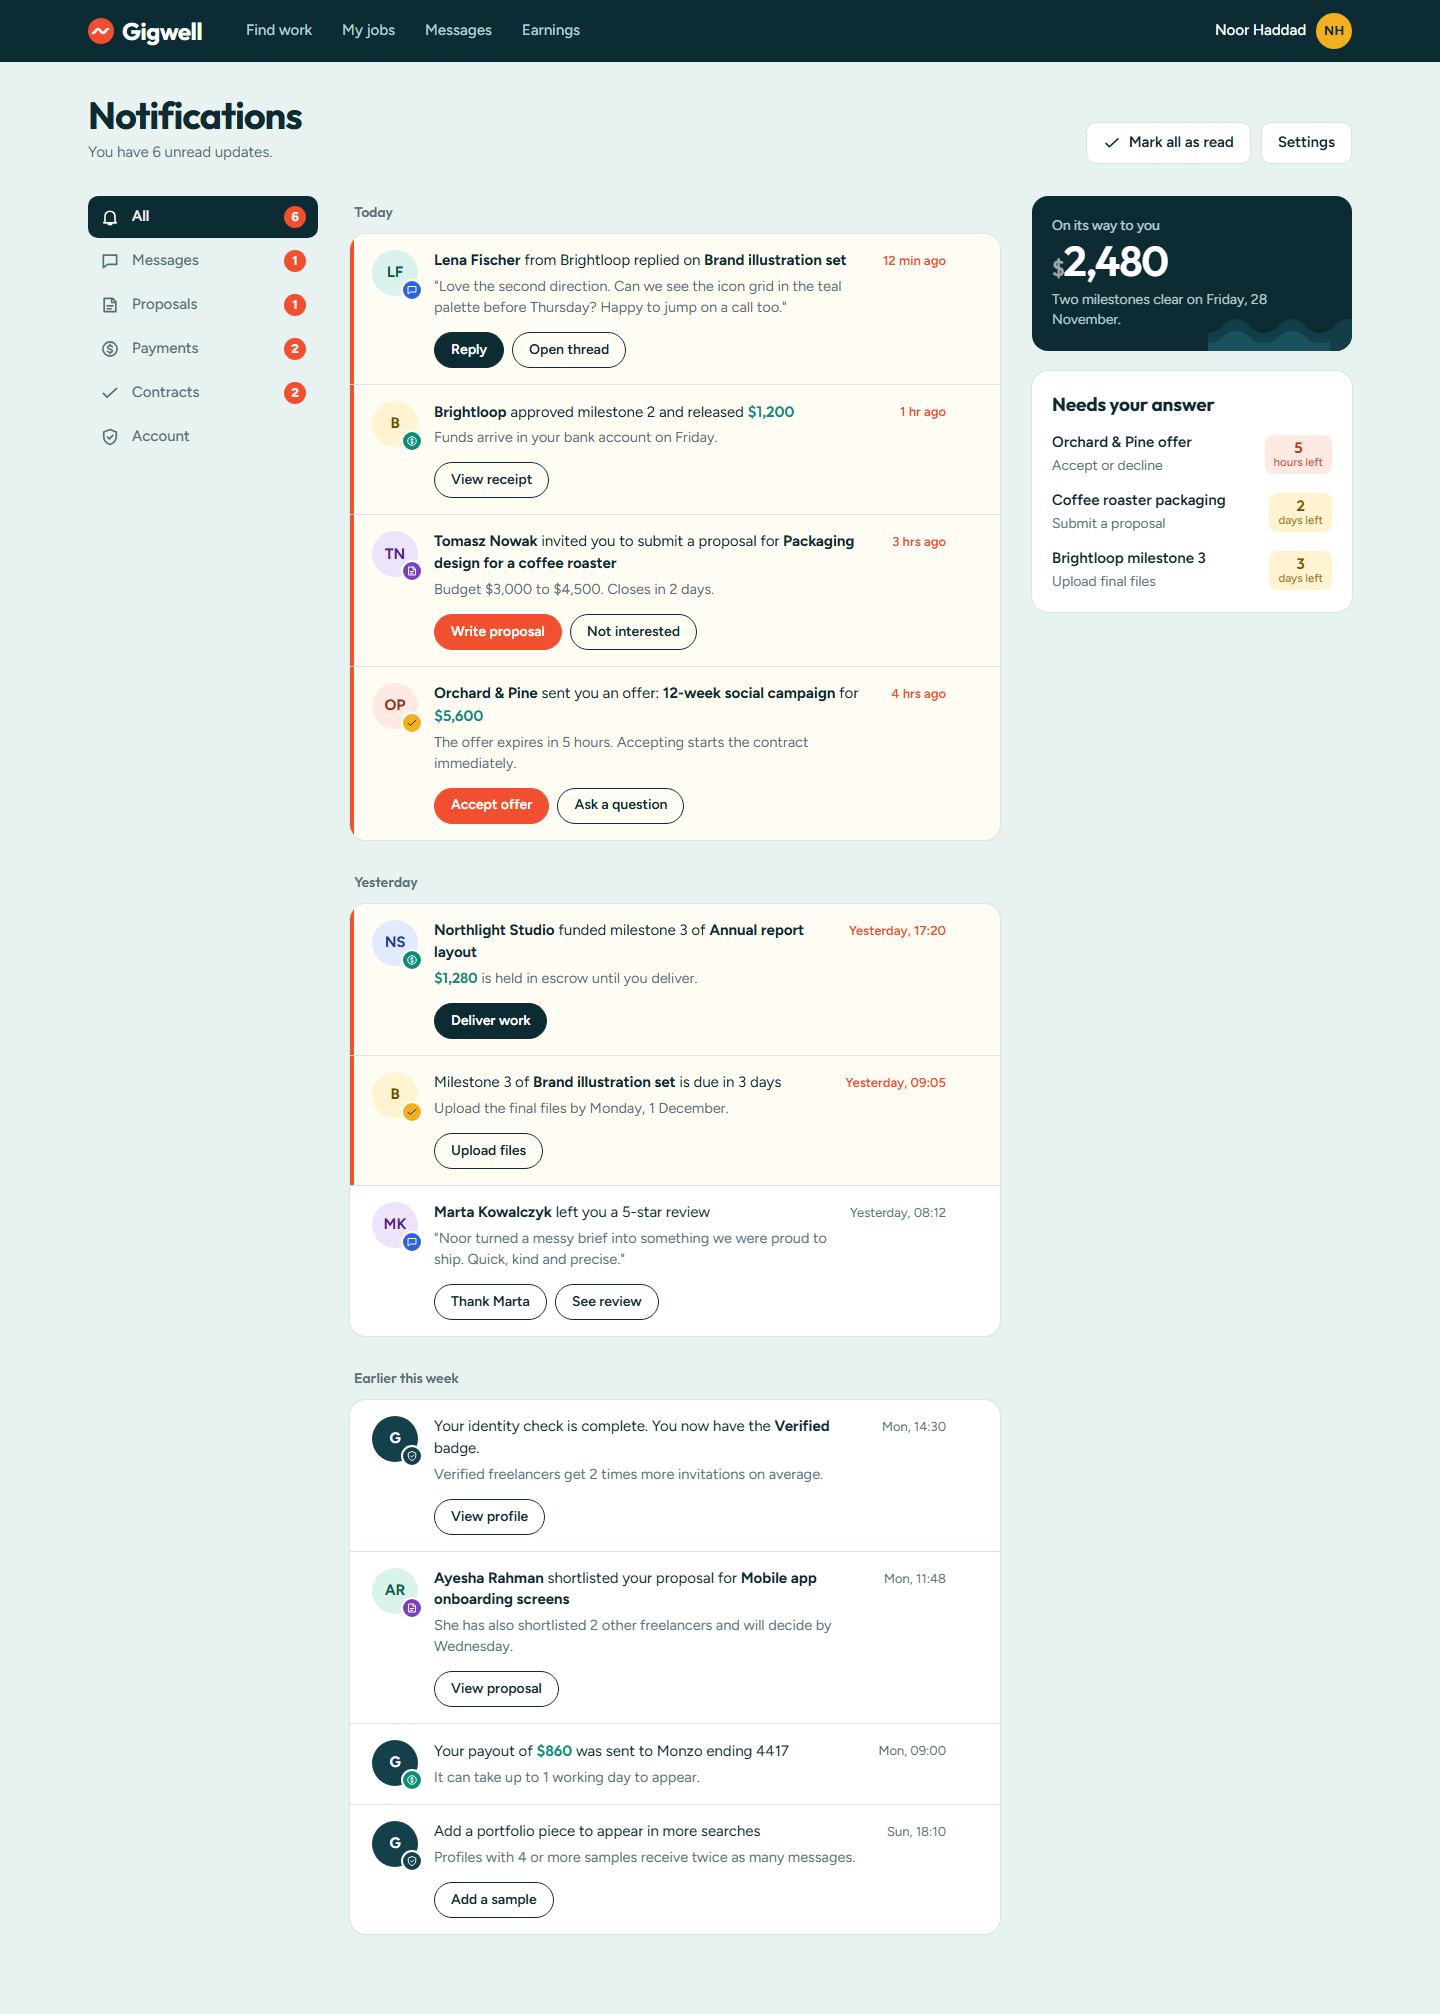 Gigwell
Find work
My jobs
Messages
Earnings
Noor Haddad
NH
Notifications
You have 6 unread updates.
Mark all as read
Settings
All
6
Messages
1
Proposals
1
Payments
2
Contracts
2
Account
Today
LF
Lena Fischer from Brightloop replied on Brand illustration set
12 min ago
"Love the second direction. Can we see the icon grid in the teal
palette before Thursday? Happy to jump on a call too."
Reply
Open thread
B
Brightloop approved milestone 2 and released $1,200
1 hr ago
Funds arrive in your bank account on Friday.
View receipt
TN
Tomasz Nowak invited you to submit a proposal for Packaging
design for a coffee roaster
3 hrs ago
Budget $3,000 to $4,500. Closes in 2 days.
Write proposal
Not interested
OP
Orchard & Pine sent you an offer: 12-week social campaign for
$5,600
4 hrs ago
The offer expires in 5 hours. Accepting starts the contract
immediately.
Accept offer
Ask a question
Yesterday
NS
Northlight Studio funded milestone 3 of Annual report
layout
Yesterday, 17:20
$1,280 is held in escrow until you deliver.
Deliver work
B
Milestone 3 of Brand illustration set is due in 3 days
Yesterday, 09:05
Upload the final files by Monday, 1 December.
Upload files
MK
Marta Kowalczyk left you a 5-star review
Yesterday, 08:12
"Noor turned a messy brief into something we were proud to
ship. Quick, kind and precise."
Thank Marta
See review
Earlier this week
G
Your identity check is complete. You now have the Verified
badge.
Mon, 14:30
Verified freelancers get 2 times more invitations on average.
View profile
AR
Ayesha Rahman shortlisted your proposal for Mobile app
onboarding screens
Mon, 11:48
She has also shortlisted 2 other freelancers and will decide by
Wednesday.
View proposal
G
Your payout of $860 was sent to Monzo ending 4417
Mon, 09:00
It can take up to 1 working day to appear.
G
Add a portfolio piece to appear in more searches
Sun, 18:10
Profiles with 4 or more samples receive twice as many messages.
Add a sample
On its way to you
$2,480
Two milestones clear on Friday, 28
November.
Needs your answer
Orchard & Pine offer
Accept or decline
5
hours left
Coffee roaster packaging
Submit a proposal
2
days left
Brightloop milestone 3
Upload final files
3
days left